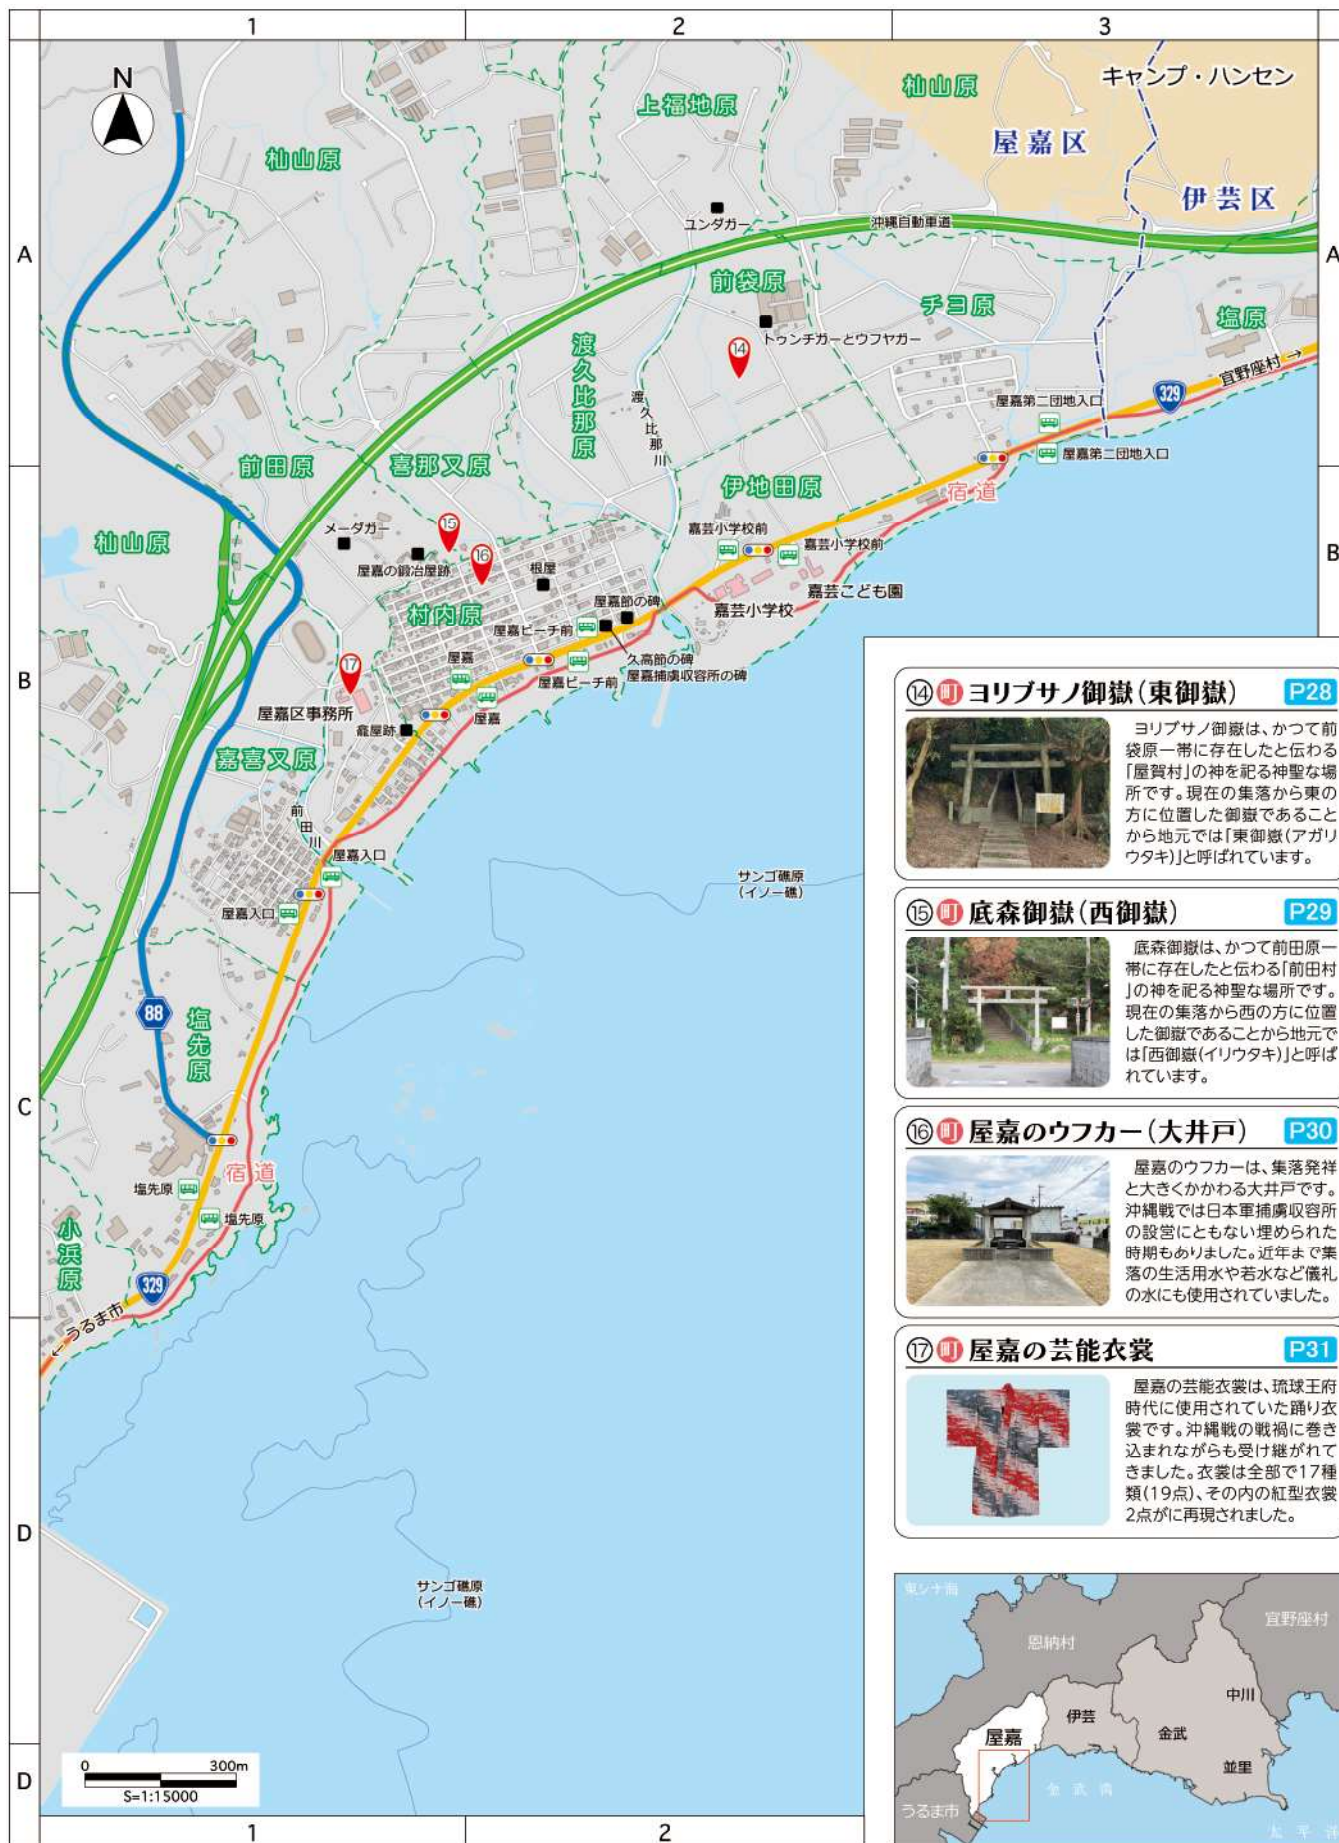 1
2
3
N
A
A
B
B
C
D
D
1
2
杣山原
上福地原
杣山原
キャンプ・ハンセン
屋嘉区
伊芸区
ユンダガー
沖縄自動車道
前袋原
チヨ原
塩原
トゥンチガーとウフヤガー
14
渡久比那原
渡久比那川
宜野座村→
329
屋嘉第二団地入口
屋嘉第二団地入口
前田原
喜那又原
伊地田原
宿道
杣山原
メーダガー
15
屋嘉の鍛冶屋跡
16
根屋
嘉芸小学校前
嘉芸小学校前
嘉芸こども園
嘉芸小学校
村内原
屋嘉節の碑
屋嘉ビーチ前
久高節の碑
屋嘉捕虜収容所の碑
屋嘉
屋嘉ビーチ前
17
屋嘉区事務所
屋嘉
龕屋跡
嘉喜又原
前田川
屋嘉入口
屋嘉入口
サンゴ礁原
(イノー礁)
88
塩先原
宿道
塩先原
塩先原
小浜原
329
←うるま市
サンゴ礁原
(イノー礁)
0 300m
S=1:15000
⑭町ヨリブサノ御嶽(東御嶽) P28
ヨリブサノ御嶽は、かつて前
袋原一帯に存在したと伝わる
「屋賀村」の神を祀る神聖な場
所です。現在の集落から東の
方に位置した御嶽であること
から地元では「東御嶽(アガリ
ウタキ)」と呼ばれています。
⑮町底森御嶽(西御嶽) P29
底森御嶽は、かつて前田原一
帯に存在したと伝わる「前田村
」の神を祀る神聖な場所です。
現在の集落から西の方に位置
した御嶽であることから地元で
は「西御嶽(イリウタキ)」と呼ば
れています。
⑯町屋嘉のウフカー(大井戸) P30
屋嘉のウフカーは、集落発祥
と大きくかかわる大井戸です。
沖縄戦では日本軍捕虜収容所
の設営にともない埋められた
時期もありました。近年まで集
落の生活用水や若水など儀礼
の水にも使用されていました。
⑰町屋嘉の芸能衣裳 P31
屋嘉の芸能衣裳は、琉球王府
時代に使用されていた踊り衣
裳です。沖縄戦の戦禍に巻き
込まれながらも受け継がれて
きました。衣裳は全部で17種
類(19点)、その内の紅型衣裳
2点がに再現されました。
東シナ海
宜野座村
恩納村
中川
伊芸
金武
屋嘉
並里
金武湾
うるま市
太平洋